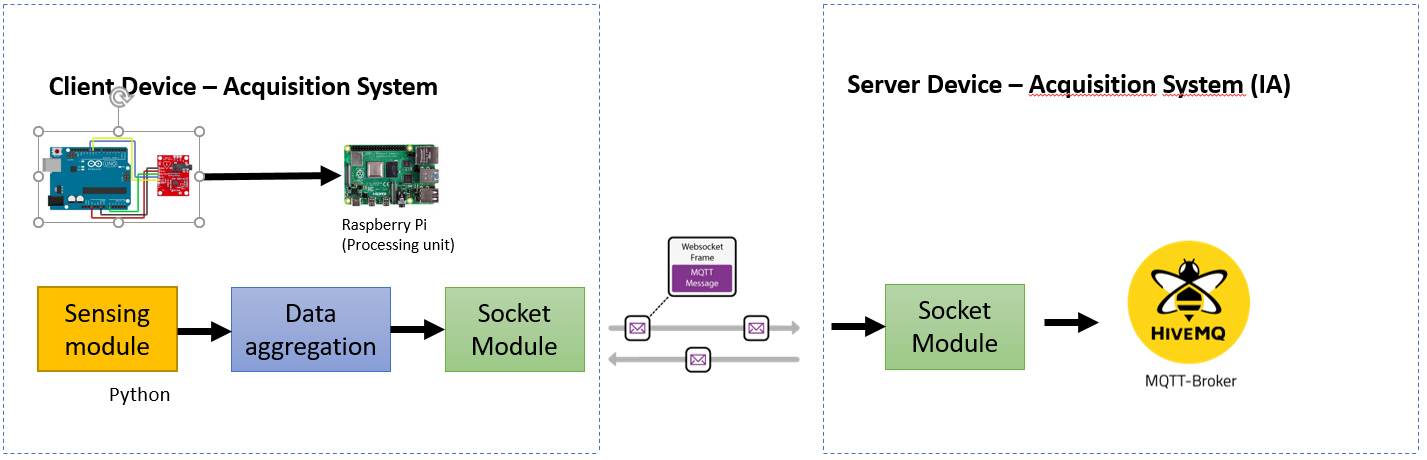 Client Device – Acquisition System
Server Device – Acquisition System (IA)
Raspberry Pi
(Processing unit)
Websocket
Frame
MQTT
Message
Sensing
module
Data
aggregation
Socket
Module
Python
Socket
Module
HIVEMQ
MQTT-Broker